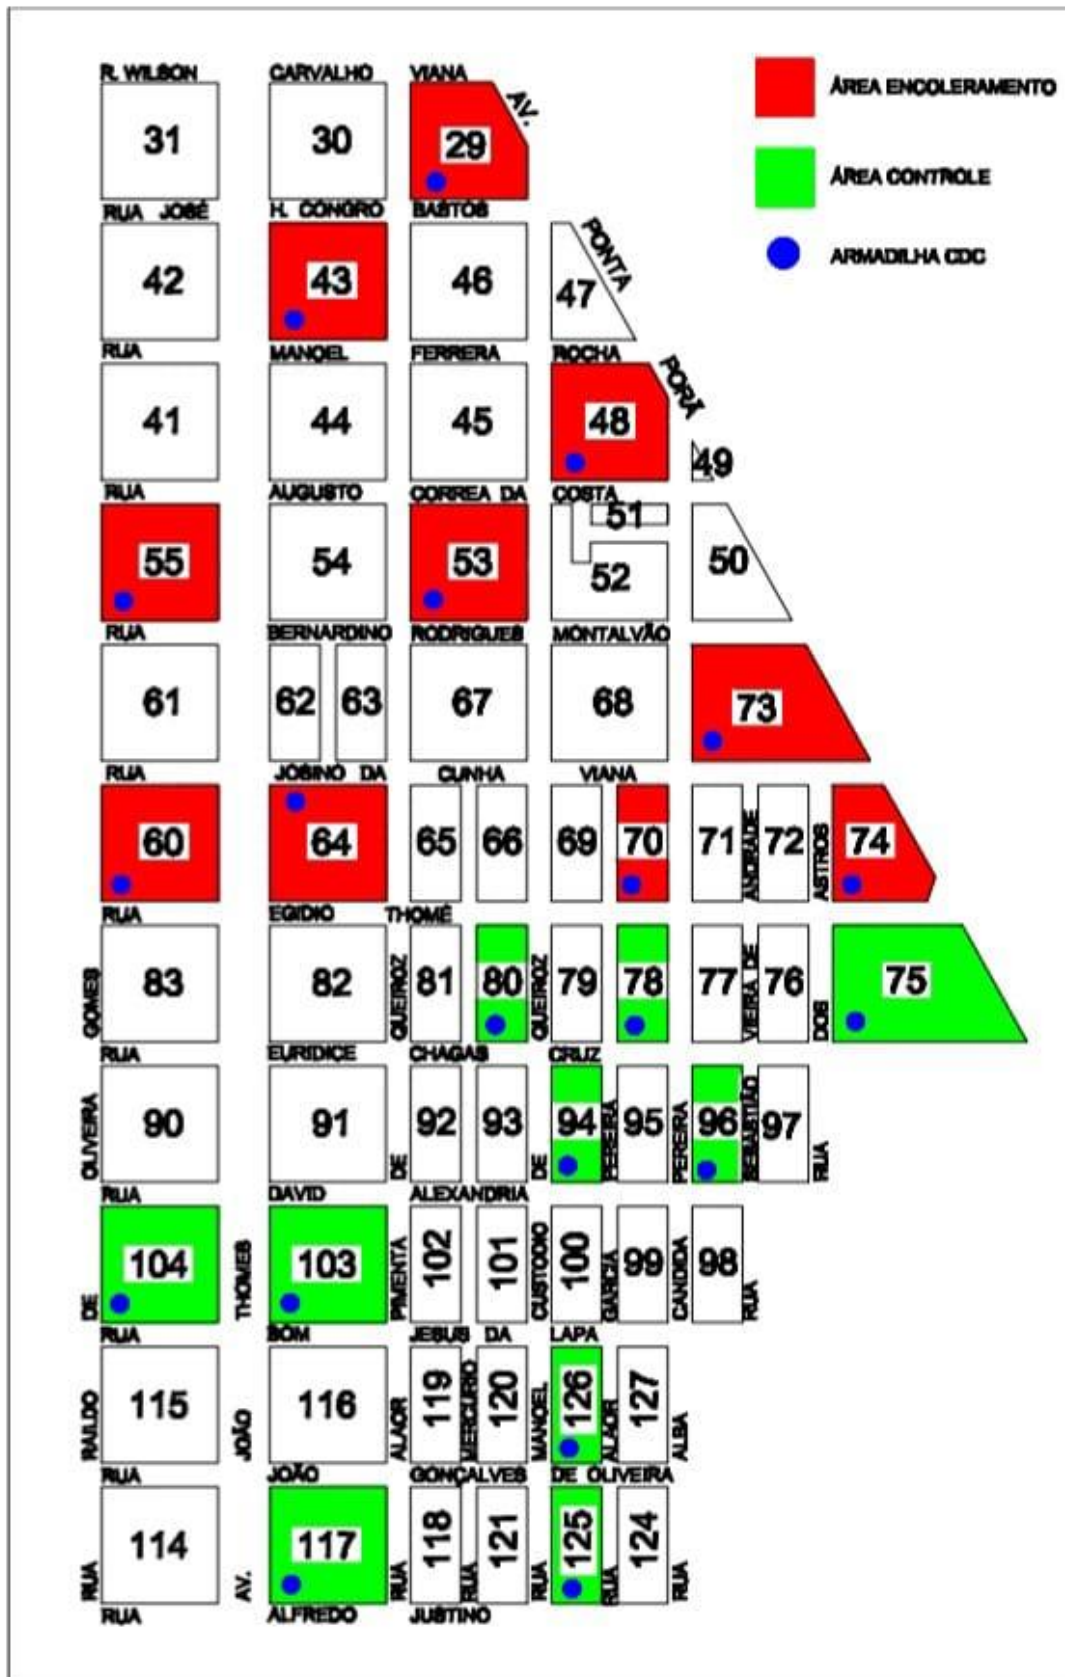 R. WILSON CARVALHO VIANA
AV.
ÁREA ENCOLERAMENTO
31 30 29
ÁREA CONTROLE
RUA JOSÉ H. CONGRO BASTOS
PONTA
ARMADILHA CDC
42 43 46 47
RUA MANOEL FERRERA ROCHA
PORÃ
41 44 45 48 49
RUA AUGUSTO CORREA DA COSTA
51
55 54 53 52 50
RUA BERNARDINO RODRIGUES MONTALVÃO
61 62 63 67 68 73
RUA JOSINO DA CUNHA VIANA
60 64 65 66 69 70 71 ANDRADE 72 ASTROS 74
RUA EGIDIO THOMÉ
GOMES 83 82 QUEIROZ 81 80 QUEIROZ 79 78 77 VIEIRA DE 76 DOS 75
RUA EURIDICE CHAGAS CRUZ
OLIVEIRA 90 91 DE 92 93 DE 94 PEREIRA 95 PEREIRA 96 SEBASTIÃO 97 RUA
RUA DAVID ALEXANDRIA
DE 104 THOMES 103 PIMENTA 102 101 CUSTODIO 100 GARCIA 99 CANDIDA 98 RUA
RUA BOM JESUS DA LAPA
RAILDO 115 JOÃO 116 ALAOR 119 MERCURIO 120 MANOEL 126 ALAOR 127 ALBA
RUA JOÃO GONÇALVES DE OLIVEIRA
RUA 114 AV. 117 RUA 118 RUA 121 RUA 125 RUA 124 RUA
RUA ALFREDO JUSTINO